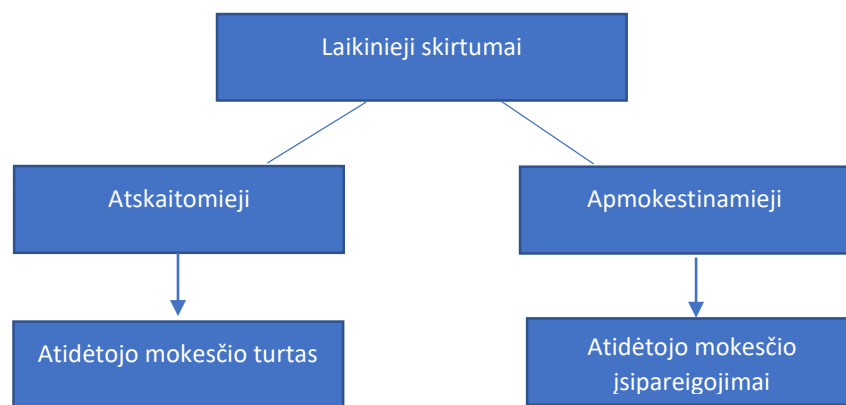 Laikinieji skirtumai
Atskaitomieji
Apmokestinamieji
Atidėtojo mokesčio turtas
Atidėtojo mokesčio
įsipareigojimai